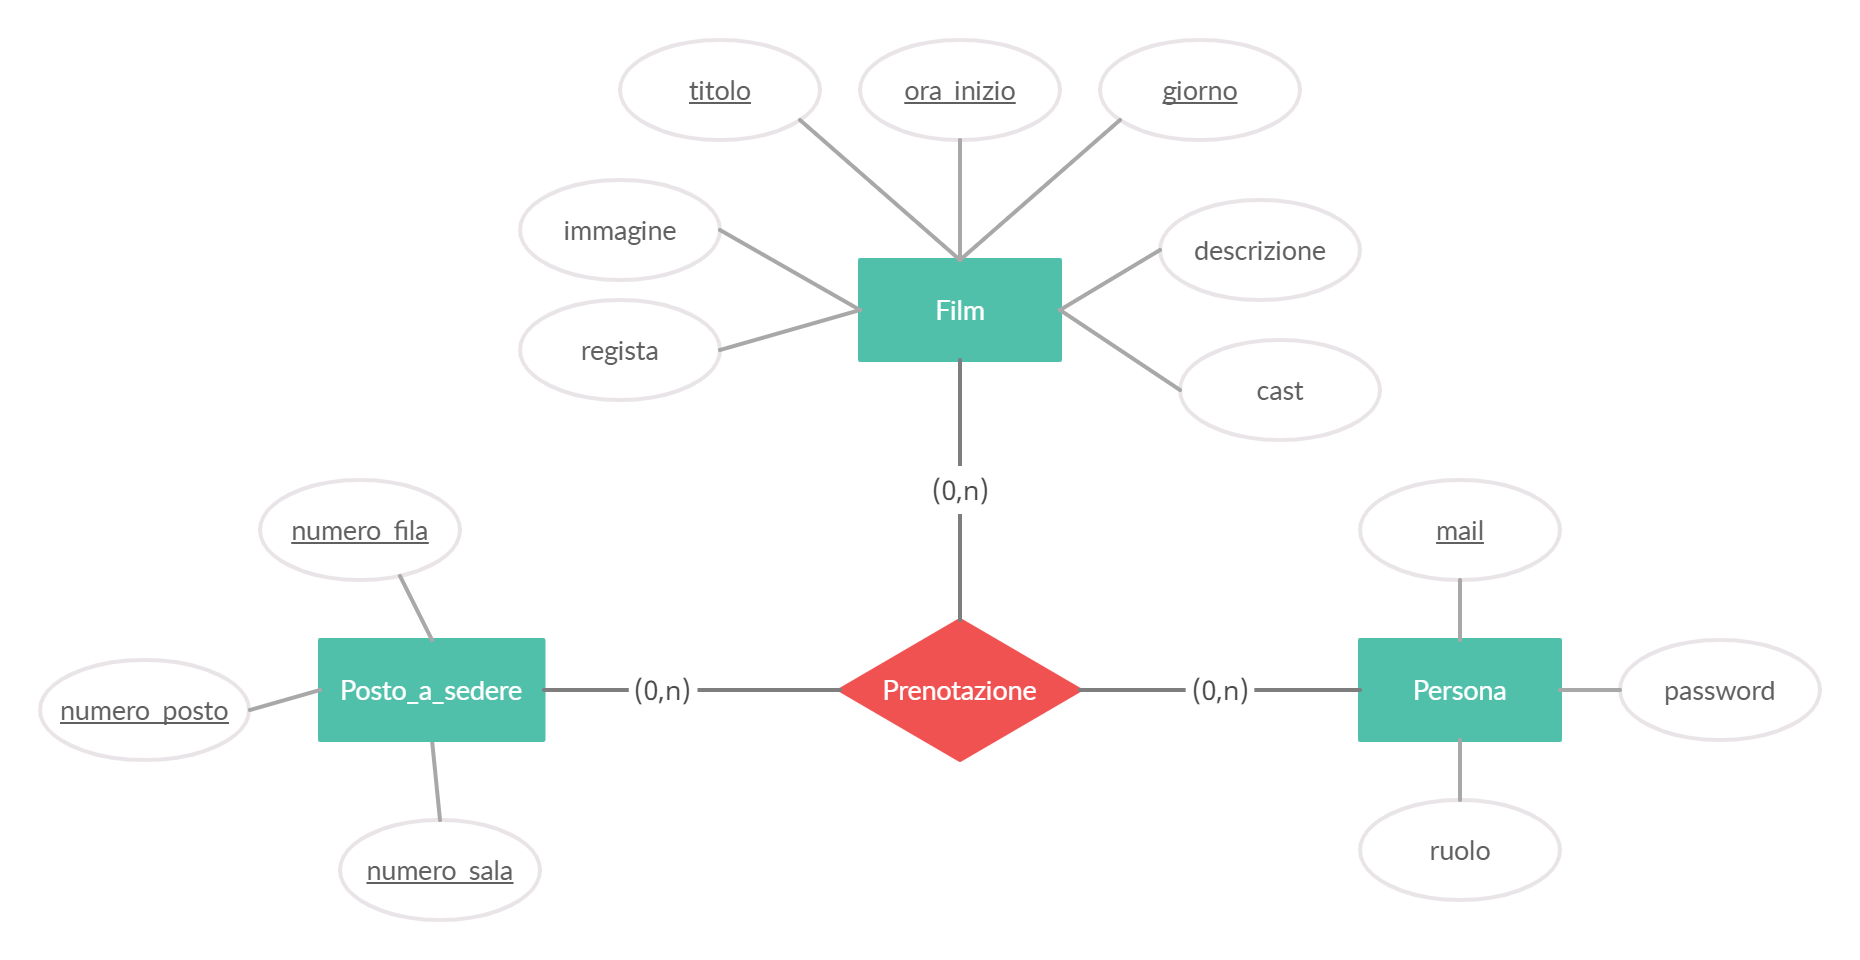 titolo
ora_inizio
giorno
immagine
descrizione
Film
regista
cast
(0,n)
numero_fila
mail
Posto_a_sedere
(0,n)
Prenotazione
(0,n)
Persona
password
numero_posto
ruolo
numero_sala